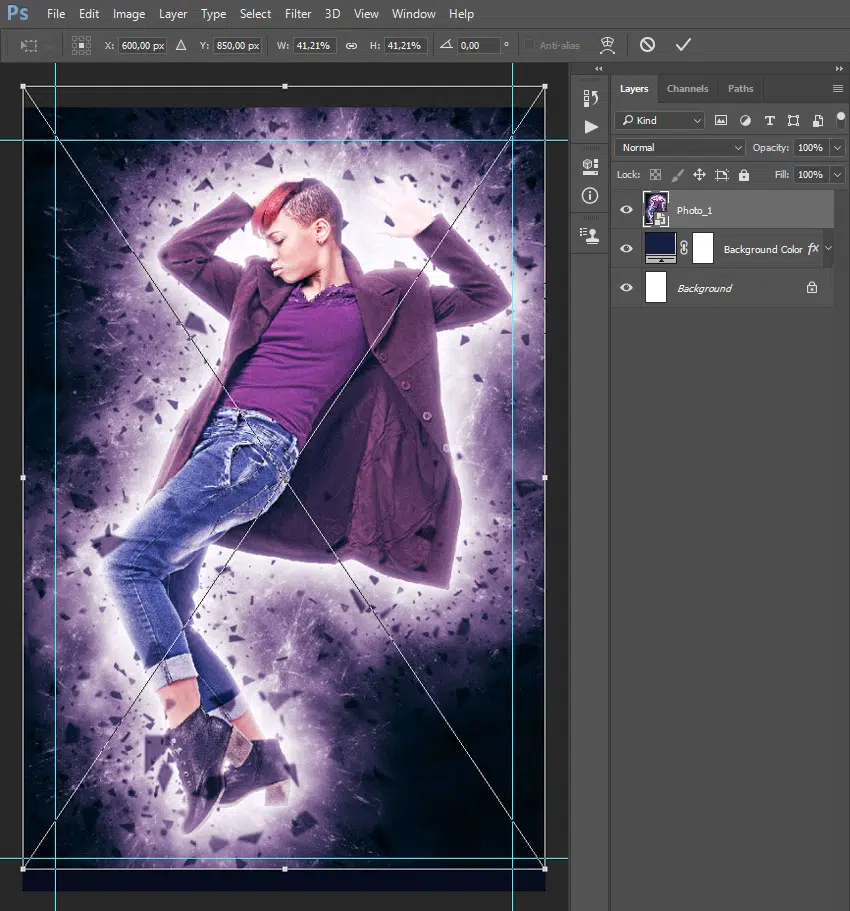 Ps File Edit Image Layer Type Select Filter 3D View Window Help
X: 600,00 px Y: 850,00 px W: 41,21% H: 41,21% 0,00 ° Anti-alias
Layers Channels Paths
Kind
Normal Opacity: 100%
Lock: Fill: 100%
Photo_1
Background Color fx
Background